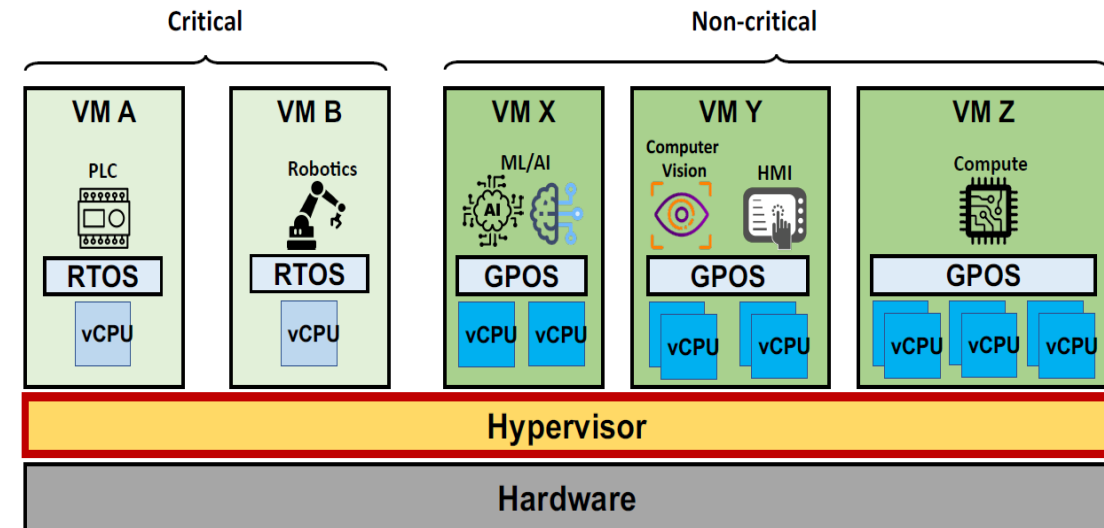 Critical
Non-critical
VM A
PLC
RTOS
vCPU
VM B
Robotics
RTOS
vCPU
VM X
ML/AI
AI
GPOS
vCPU
vCPU
VM Y
Computer
Vision
HMI
GPOS
vCPU
vCPU
VM Z
Compute
GPOS
vCPU
vCPU
vCPU
Hypervisor
Hardware